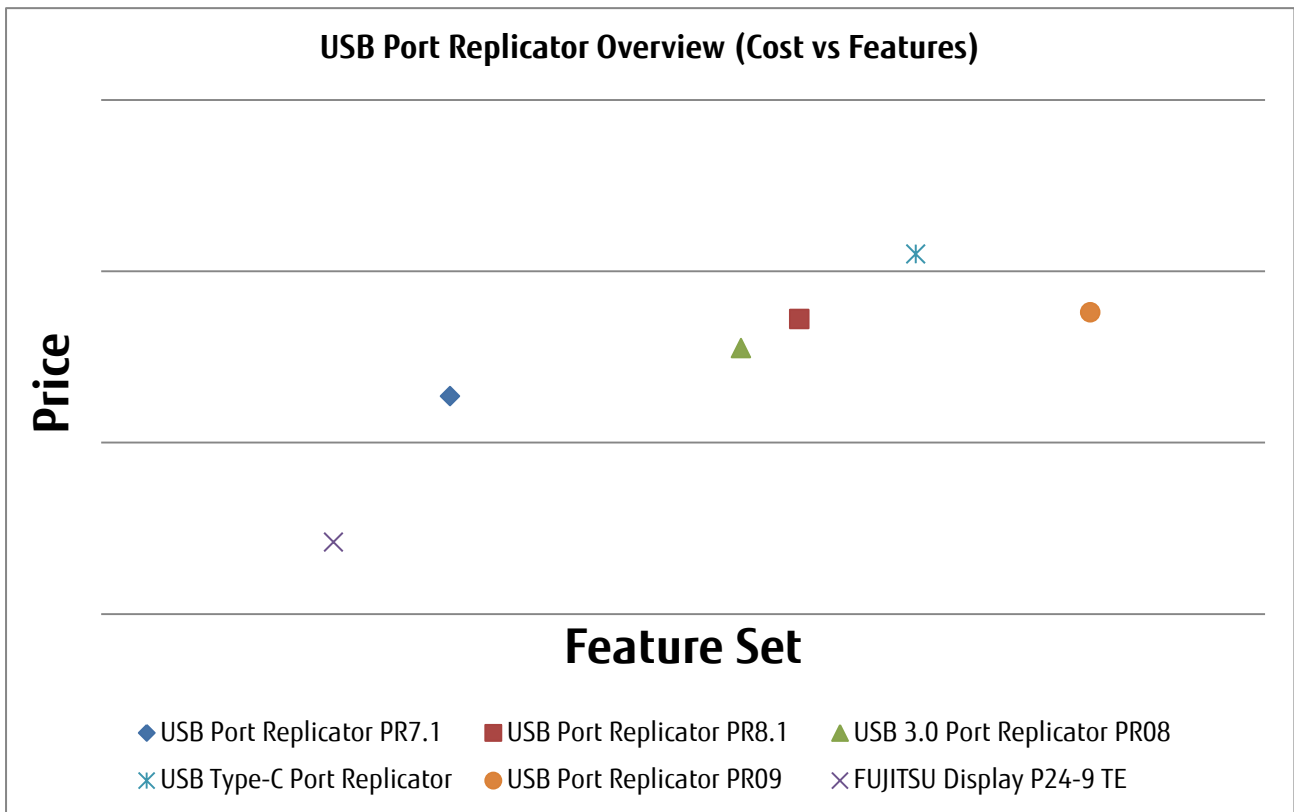 USB Port Replicator Overview (Cost vs Features)
Price
Feature Set
USB Port Replicator PR7.1
USB Port Replicator PR8.1
USB 3.0 Port Replicator PR08
USB Type-C Port Replicator
USB Port Replicator PR09
FUJITSU Display P24-9 TE